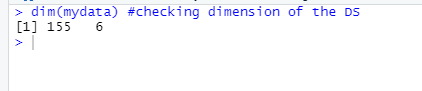 > dim(mydata) #checking dimension of the DS
[1] 155   6
>